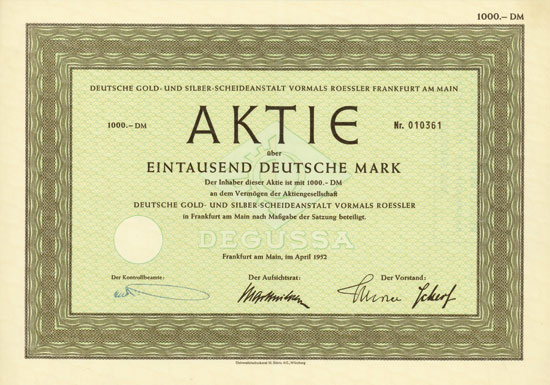 1000.– DM
DEUTSCHE GOLD- UND SILBER-SCHEIDEANSTALT VORMALS ROESSLER FRANKFURT AM MAIN
1000.– DM
AKTIE
Nr. 010361
über
EINTAUSEND DEUTSCHE MARK
Der Inhaber dieser Aktie ist mit 1000.– DM
an dem Vermögen der Aktiengesellschaft
DEUTSCHE GOLD- UND SILBER-SCHEIDEANSTALT VORMALS ROESSLER
in Frankfurt am Main nach Maßgabe der Satzung beteiligt.
DEGUSSA
Frankfurt am Main, im April 1952
Der Kontrollbeamte:
Der Aufsichtsrat:
Der Vorstand: